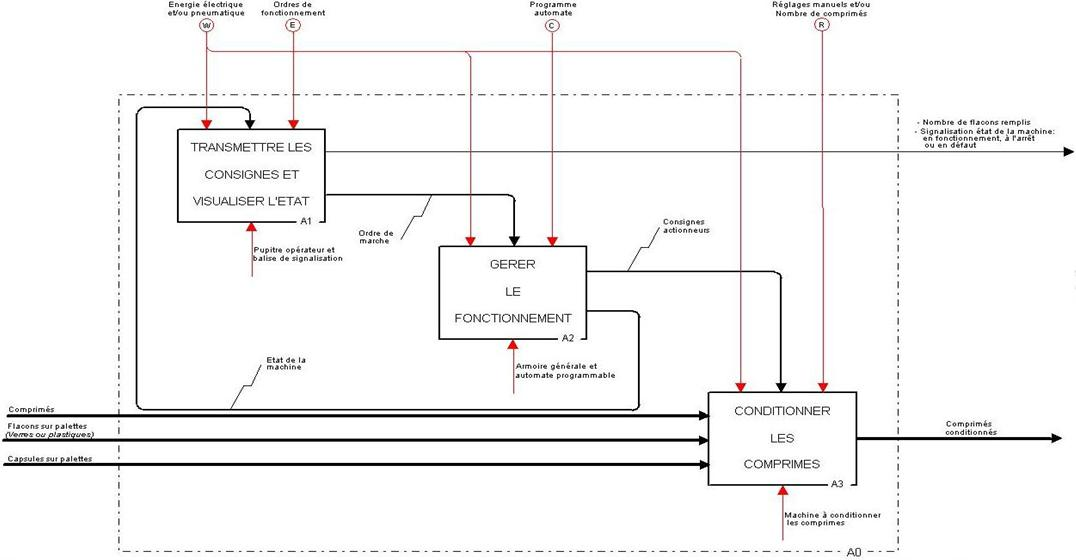 Energie électrique
et/ou pneumatique
Ordres de
fonctionnement
Programme
automate
Réglages manuels et/ou
Nombre de comprimés
W
E
C
R
- Nombre de flacons remplis
- Signalisation état de la machine:
en fonctionnement, à l'arrêt
ou en défaut
TRANSMETTRE LES
CONSIGNES ET
VISUALISER L'ETAT
A1
Pupitre opérateur et
balise de signalisation
Ordre de
marche
Consignes
actionneurs
GERER
LE
FONCTIONNEMENT
A2
Armoire générale et
automate programmable
Etat de la
machine
Comprimés
Flacons sur palettes
(Verres ou plastiques)
Capsules sur palettes
CONDITIONNER
LES
COMPRIMES
A3
Comprimés
conditionnés
Machine à conditionner
les comprimes
A0